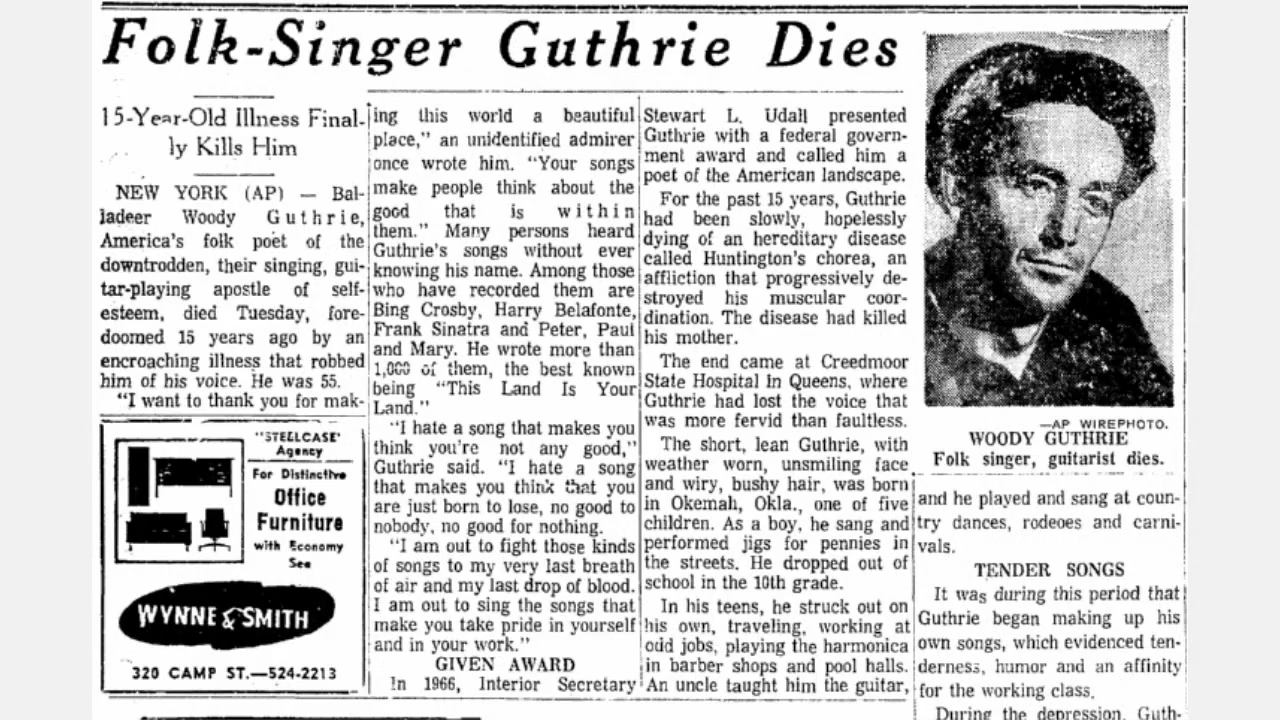 Folk-Singer Guthrie Dies
15-Year-Old Illness Final-
ly Kills Him
NEW YORK (AP) — Bal-
ladeer Woody Guthrie,
America's folk poet of the
downtrodden, their singing, gui-
tar-playing apostle of self-
esteem, died Tuesday, fore-
doomed 15 years ago by an
encroaching illness that robbed
him of his voice. He was 55.
"I want to thank you for mak-
"STEELCASE"
Agency
For Distinctive
Office
Furniture
with Economy
See
WYNNE & SMITH
320 CAMP ST.—524-2213
ing this world a beautiful
place," an unidentified admirer
once wrote him. "Your songs
make people think about the
good that is within
them." Many persons heard
Guthrie's songs without ever
knowing his name. Among those
who have recorded them are
Bing Crosby, Harry Belafonte,
Frank Sinatra and Peter, Paul
and Mary. He wrote more than
1,000 of them, the best known
being "This Land Is Your
Land."
"I hate a song that makes you
think you're not any good,"
Guthrie said. "I hate a song
that makes you think that you
are just born to lose, no good to
nobody, no good for nothing.
"I am out to fight those kinds
of songs to my very last breath
of air and my last drop of blood.
I am out to sing the songs that
make you take pride in yourself
and in your work."
GIVEN AWARD
In 1966, Interior Secretary
Stewart L. Udall presented
Guthrie with a federal govern-
ment award and called him a
poet of the American landscape.
For the past 15 years, Guthrie
had been slowly, hopelessly
dying of an hereditary disease
called Huntington's chorea, an
affliction that progressively de-
stroyed his muscular coor-
dination. The disease had killed
his mother.
The end came at Creedmoor
State Hospital in Queens, where
Guthrie had lost the voice that
was more fervid than faultless.
The short, lean Guthrie, with
weather worn, unsmiling face
and wiry, bushy hair, was born
in Okemah, Okla., one of five
children. As a boy, he sang and
performed jigs for pennies in
the streets. He dropped out of
school in the 10th grade.
In his teens, he struck out on
his own, traveling, working at
odd jobs, playing the harmonica
in barber shops and pool halls.
An uncle taught him the guitar,
—AP WIREPHOTO.
WOODY GUTHRIE
Folk singer, guitarist dies.
and he played and sang at coun-
try dances, rodeoes and carni-
vals.
TENDER SONGS
It was during this period that
Guthrie began making up his
own songs, which evidenced ten-
derness, humor and an affinity
for the working class.
During the depression, Guth-